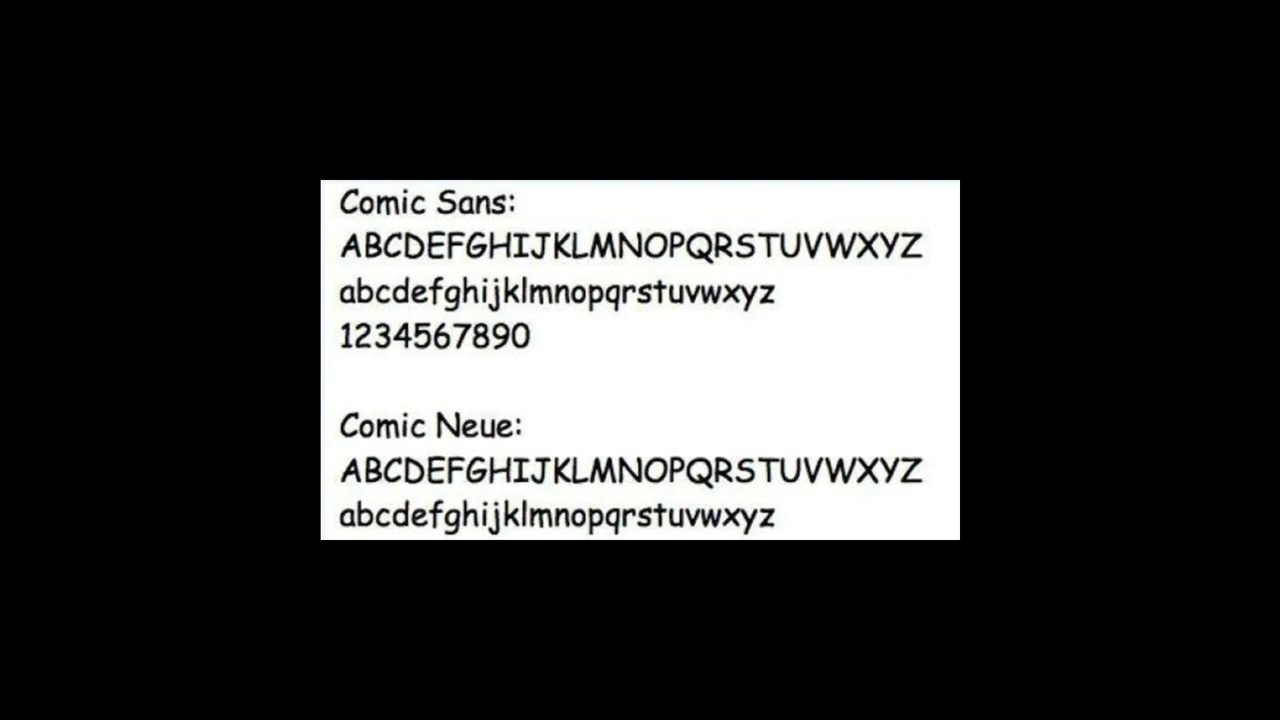 Comic Sans:
ABCDEFGHIJKLMNOPQRSTUVWXYZ
abcdefghijklmnopqrstuvwxyz
1234567890
Comic Neue:
ABCDEFGHIJKLMNOPQRSTUVWXYZ
abcdefghijklmnopqrstuvwxyz